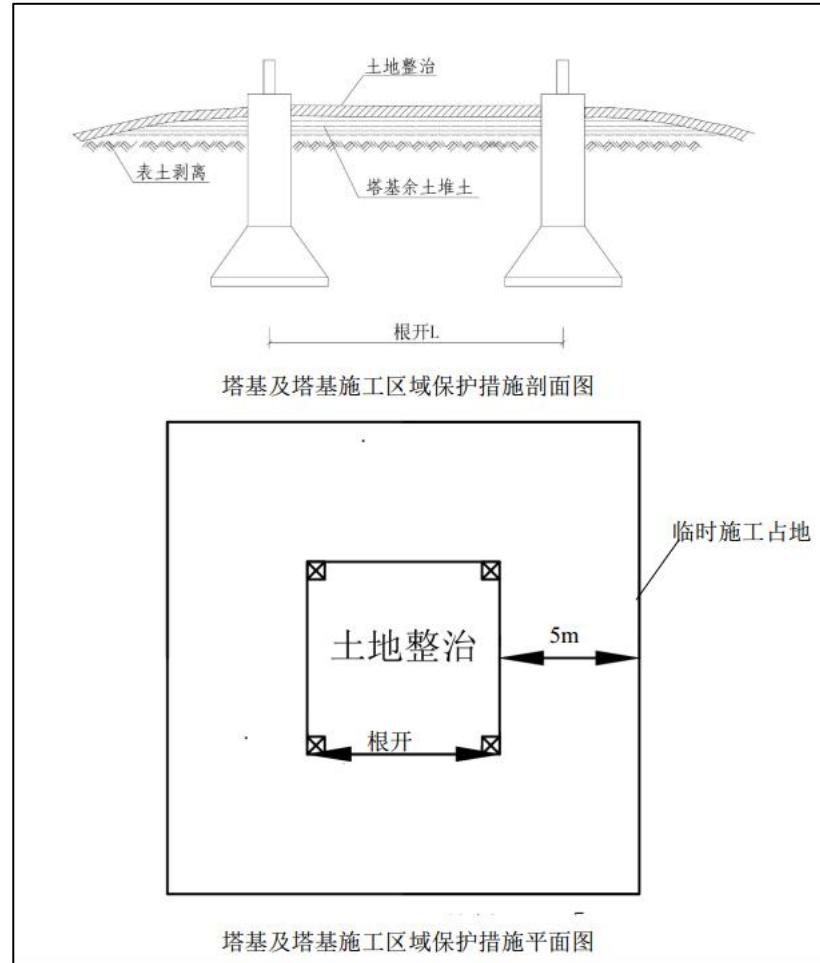 土地整治
表土剥离
塔基余土堆土
根开L
塔基及塔基施工区域保护措施剖面图
临时施工占地
5m
土地整治
根开
塔基及塔基施工区域保护措施平面图